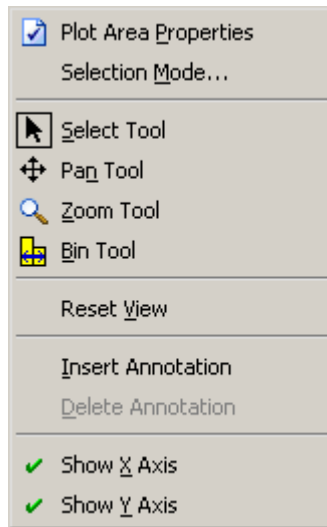 Plot Area Properties
Selection Mode...
Select Tool
Pan Tool
Zoom Tool
Bin Tool
Reset View
Insert Annotation
Delete Annotation
Show X Axis
Show Y Axis